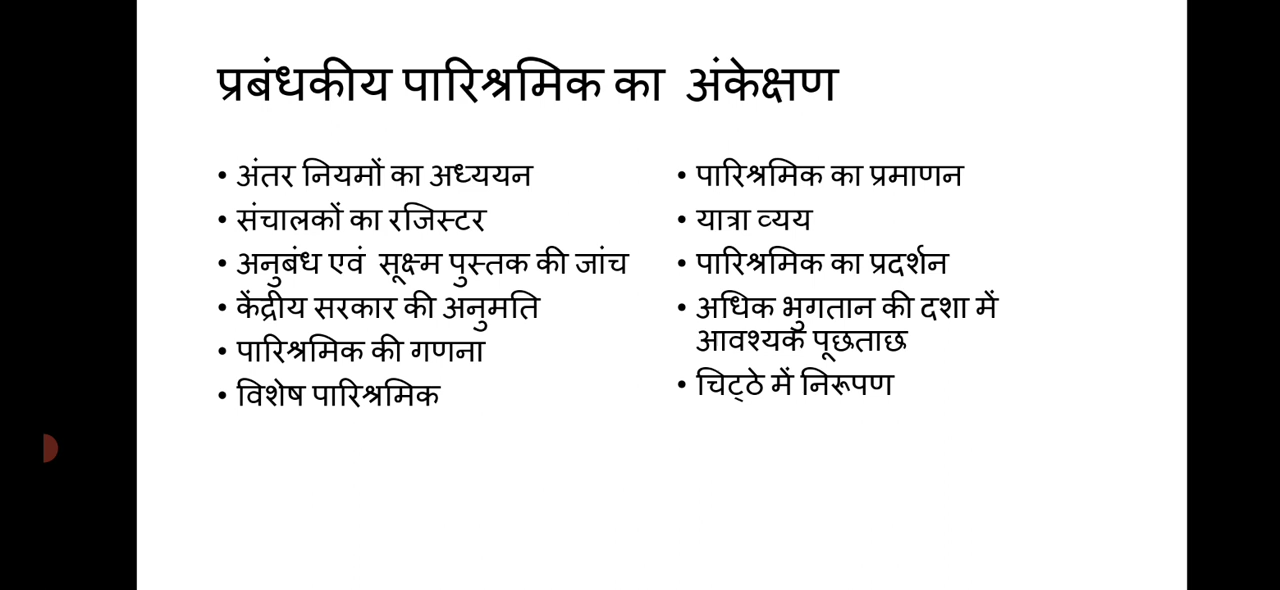 प्रबंधकीय पारिश्रमिक का अंकेक्षण
• अंतर नियमों का अध्ययन
• संचालकों का रजिस्टर
• अनुबंध एवं सूक्ष्म पुस्तक की जांच
• केंद्रीय सरकार की अनुमति
• पारिश्रमिक की गणना
• विशेष पारिश्रमिक
• पारिश्रमिक का प्रमाणन
• यात्रा व्यय
• पारिश्रमिक का प्रदर्शन
• अधिक भुगतान की दशा में
आवश्यक पूछताछ
• चिट्ठे में निरूपण